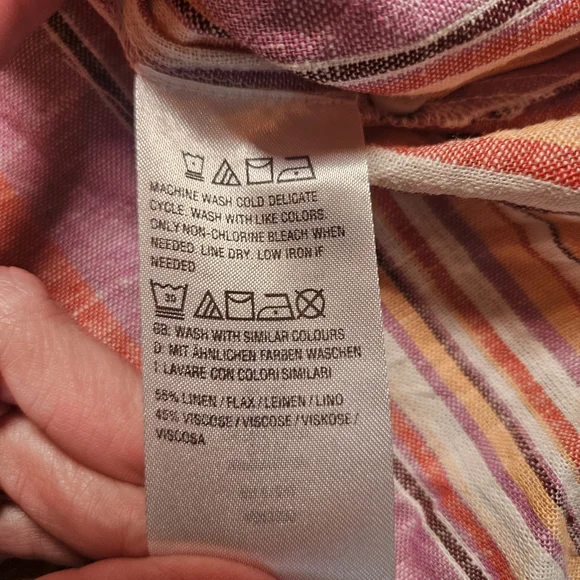 MACHINE WASH COLD DELICATE
CYCLE. WASH WITH LIKE COLORS.
ONLY NON-CHLORINE BLEACH WHEN
NEEDED. LINE DRY. LOW IRON IF
NEEDED
30
GB: WASH WITH SIMILAR COLOURS
D: MIT ÄHNLICHEN FARBEN WASCHEN
I LAVARE CON COLORI SIMILARI
55% LINEN / FLAX / LEINEN / LINO
45% VISCOSE / VISCOSE / VISKOSE /
VISCOSA